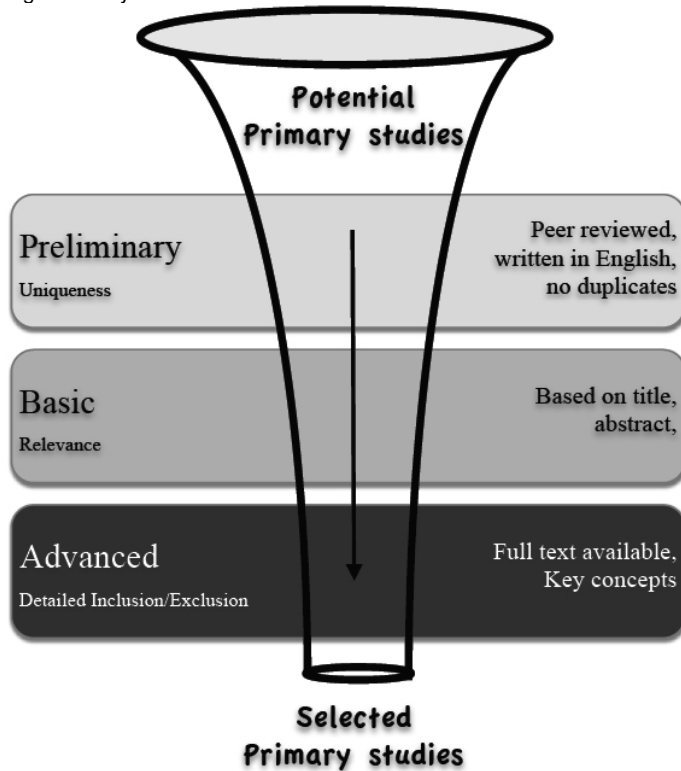 Potential
Primary studies
Preliminary
Uniqueness
Peer reviewed,
written in English,
no duplicates
Basic
Relevance
Based on title,
abstract,
Advanced
Detailed Inclusion/Exclusion
Full text available,
Key concepts
Selected
Primary studies